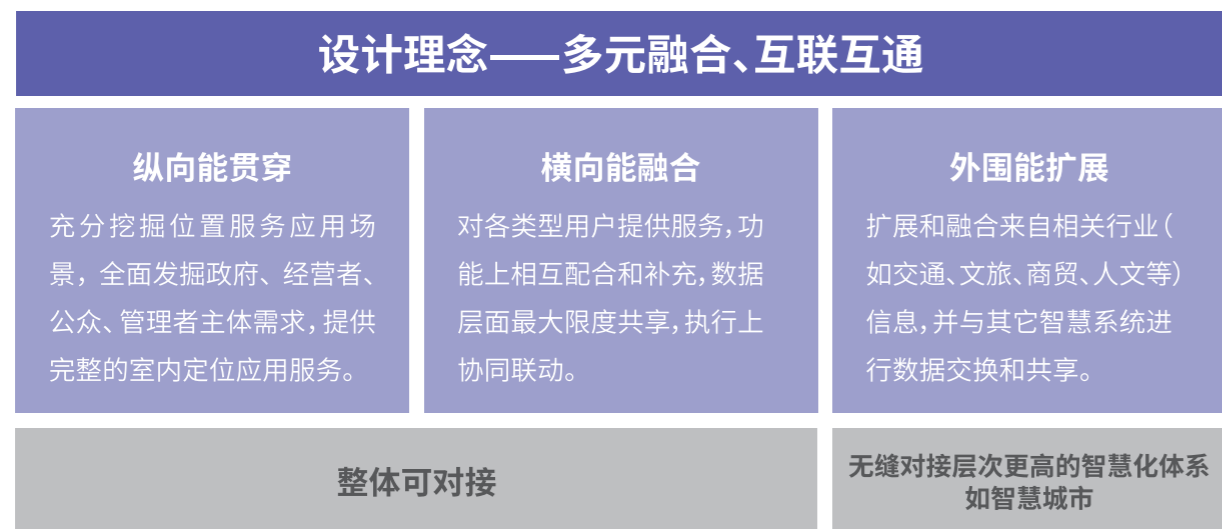 设计理念——多元融合、互联互通
纵向能贯穿
充分挖掘位置服务应用场
景，全面发掘政府、经营者、
公众、管理者主体需求，提供
完整的室内定位应用服务。
横向能融合
对各类型用户提供服务，功
能上相互配合和补充，数据
层面最大限度共享，执行上
协同联动。
外围能扩展
扩展和融合来自相关行业（
如交通、文旅、商贸、人文等）
信息，并与其它智慧系统进
行数据交换和共享。
整体可对接
无缝对接层次更高的智慧化体系
如智慧城市